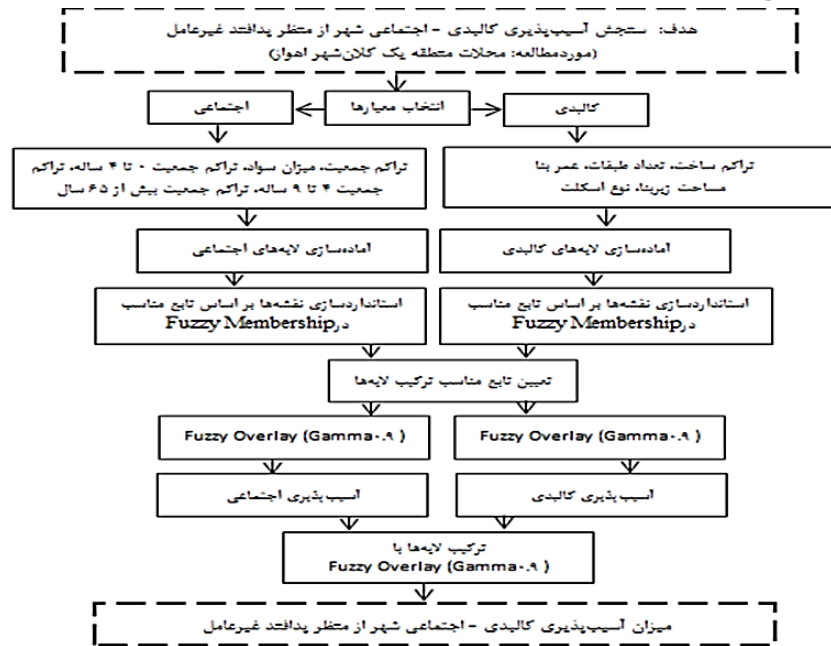 هدف: سنجش آسیب‌پذیری کالبدی - اجتماعی شهر از منظر پدافند غیرعامل
(موردمطالعه: محلات منطقه یک کلان‌شهر اهواز)
کالبدی
انتخاب معیارها
اجتماعی
تراکم ساخت، تعداد طبقات، عمر بنا
مساحت زیربنا، نوع اسکلت
تراکم جمعیت، میزان سواد، تراکم جمعیت ۰ تا ۴ ساله، تراکم
جمعیت ۴ تا ۹ ساله، تراکم جمعیت بیش از ۶۵ سال
آماده‌سازی لایه‌های کالبدی
آماده‌سازی لایه‌های اجتماعی
استانداردسازی نقشه‌ها بر اساس تابع مناسب
در Fuzzy Membership
استانداردسازی نقشه‌ها بر اساس تابع مناسب
در Fuzzy Membership
تعیین تابع مناسب ترکیب لایه‌ها
Fuzzy Overlay (Gamma۰.۹ )
Fuzzy Overlay (Gamma۰.۹ )
آسیب‌پذیری کالبدی
آسیب‌پذیری اجتماعی
ترکیب لایه‌ها با
Fuzzy Overlay (Gamma۰.۹ )
میزان آسیب‌پذیری کالبدی - اجتماعی شهر از منظر پدافند غیرعامل